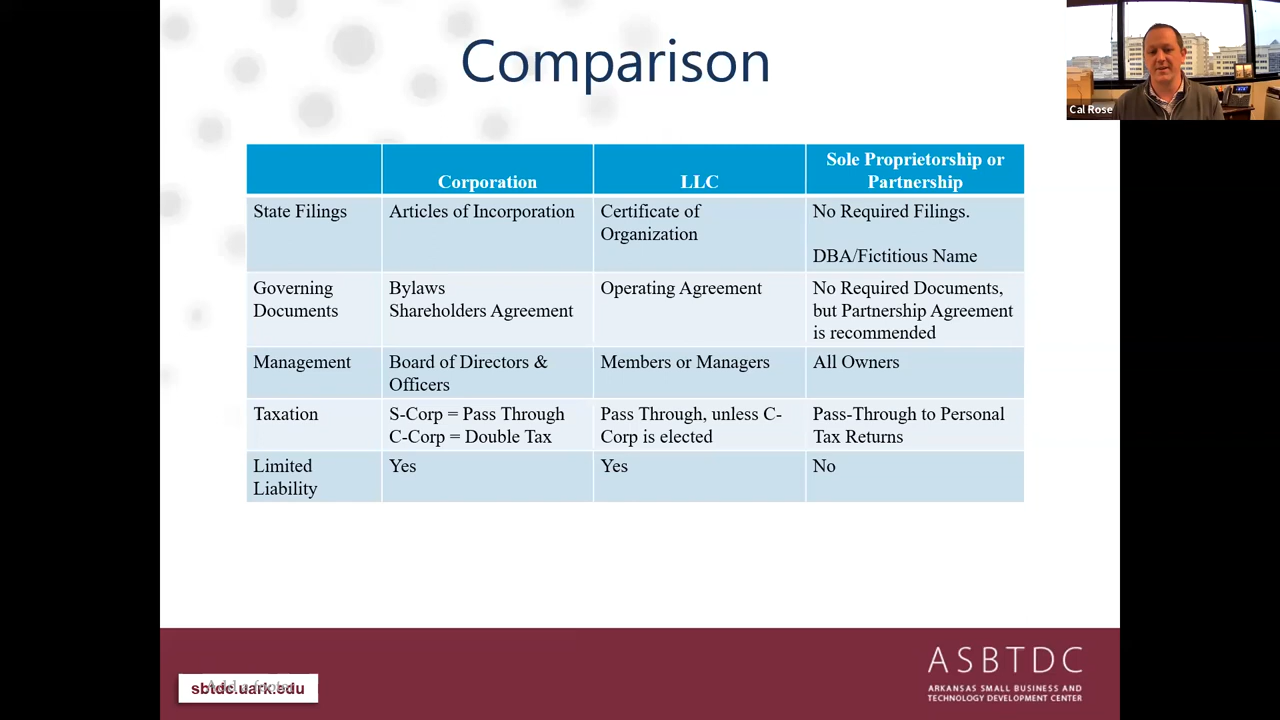 Comparison
Cal Rose
Corporation
LLC
Sole Proprietorship or
Partnership
State Filings
Articles of Incorporation
Certificate of
Organization
No Required Filings.
DBA/Fictitious Name
Governing
Documents
Bylaws
Shareholders Agreement
Operating Agreement
No Required Documents,
but Partnership Agreement
is recommended
Management
Board of Directors &
Officers
Members or Managers
All Owners
Taxation
S-Corp = Pass Through
C-Corp = Double Tax
Pass Through, unless C-
Corp is elected
Pass-Through to Personal
Tax Returns
Limited
Liability
Yes
Yes
No
sbtdc.uark.edu
Add a footer
ASBTDC
ARKANSAS SMALL BUSINESS AND
TECHNOLOGY DEVELOPMENT CENTER